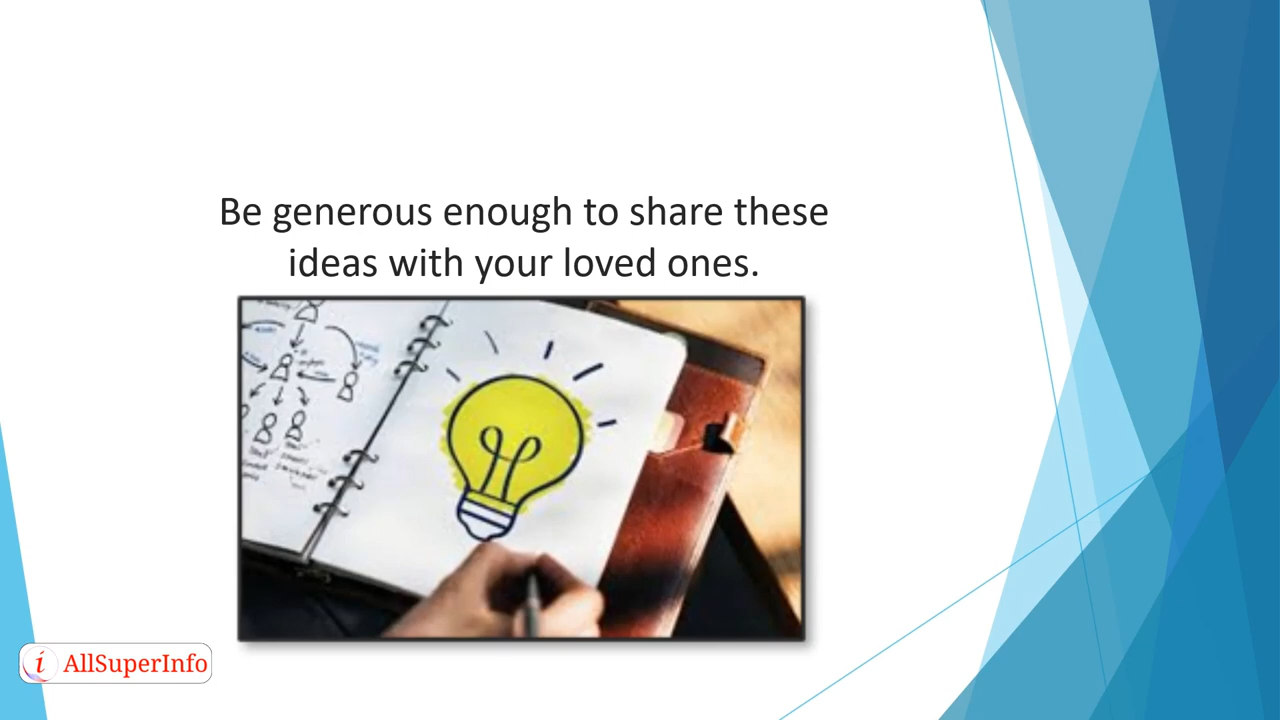 Be generous enough to share these
ideas with your loved ones.
i AllSuperInfo